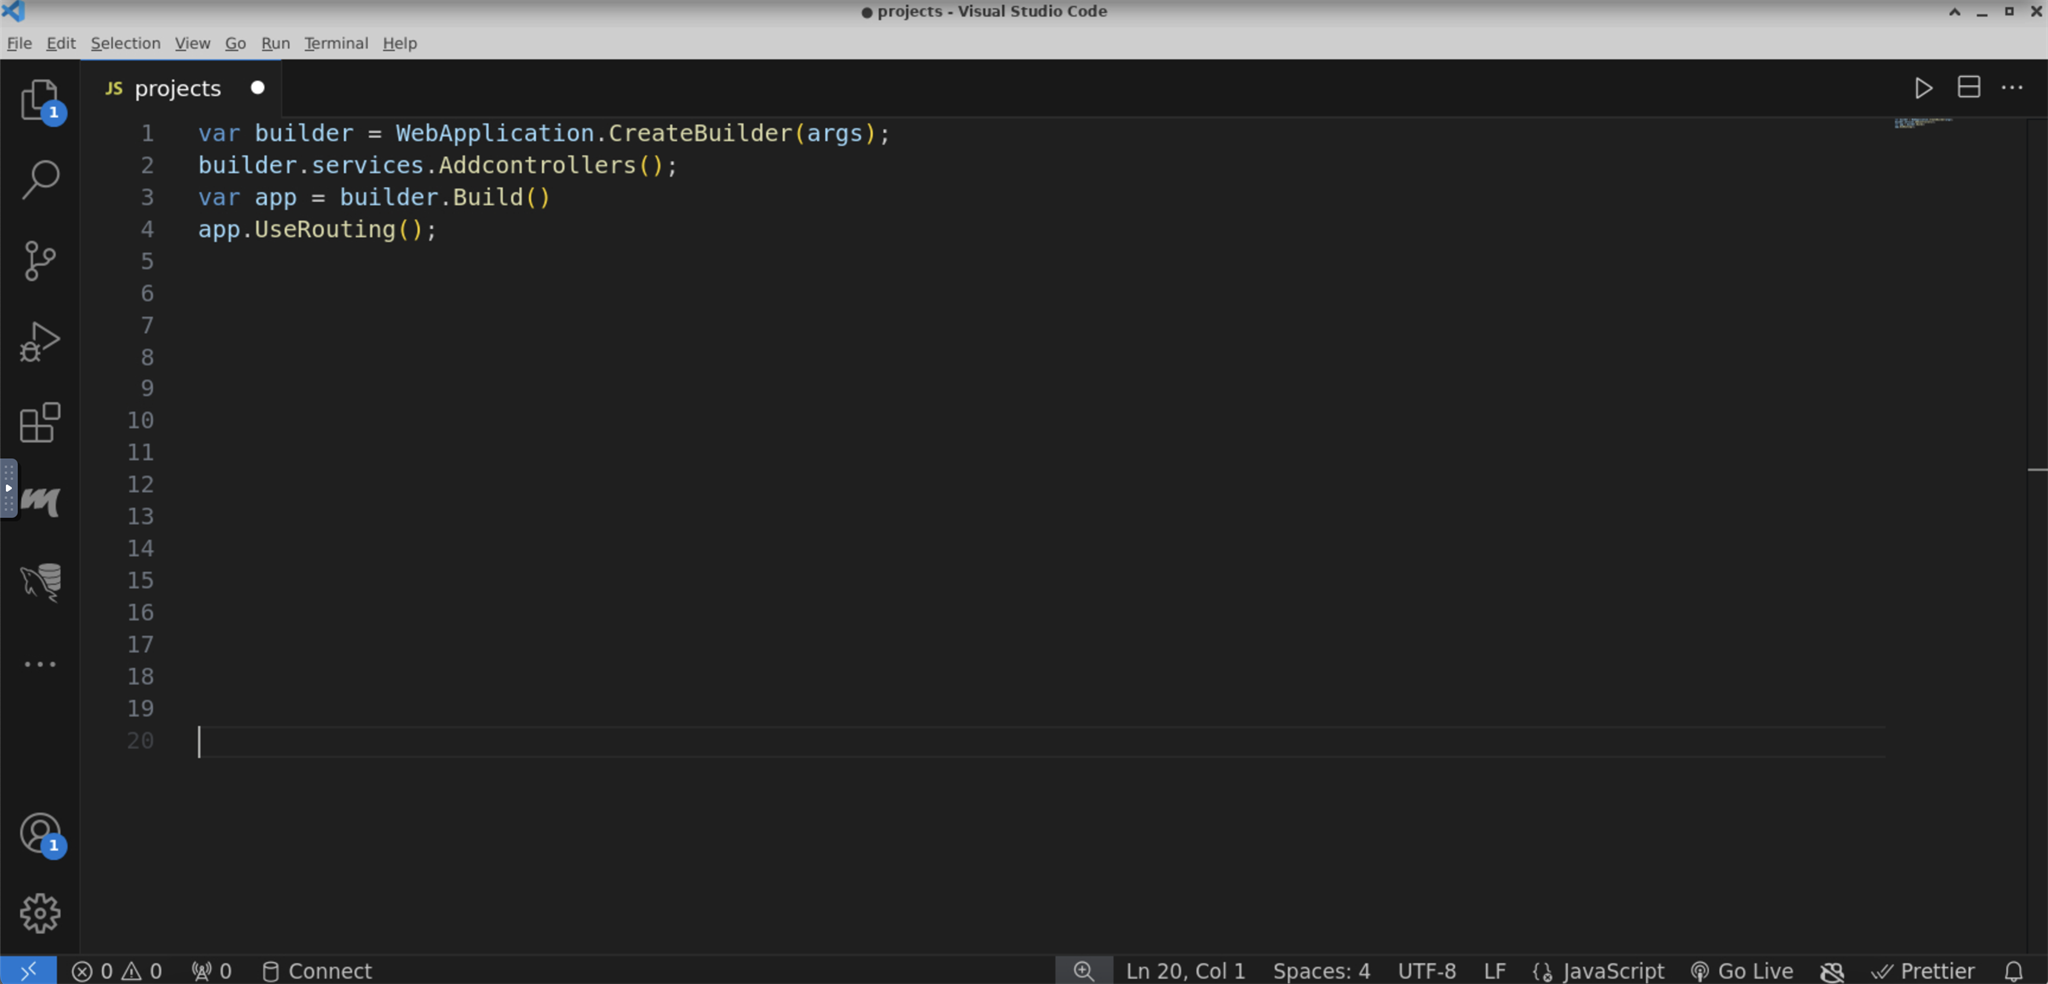 ● projects - Visual Studio Code
File Edit Selection View Go Run Terminal Help
1
JS projects ●
1 var builder = WebApplication.CreateBuilder(args);
2 builder.services.Addcontrollers();
3 var app = builder.Build()
4 app.UseRouting();
5
6
7
8
9
10
11
12
13
14
15
16
17
18
19
20
1
0 0 0 Connect Ln 20, Col 1 Spaces: 4 UTF-8 LF JavaScript Go Live Prettier